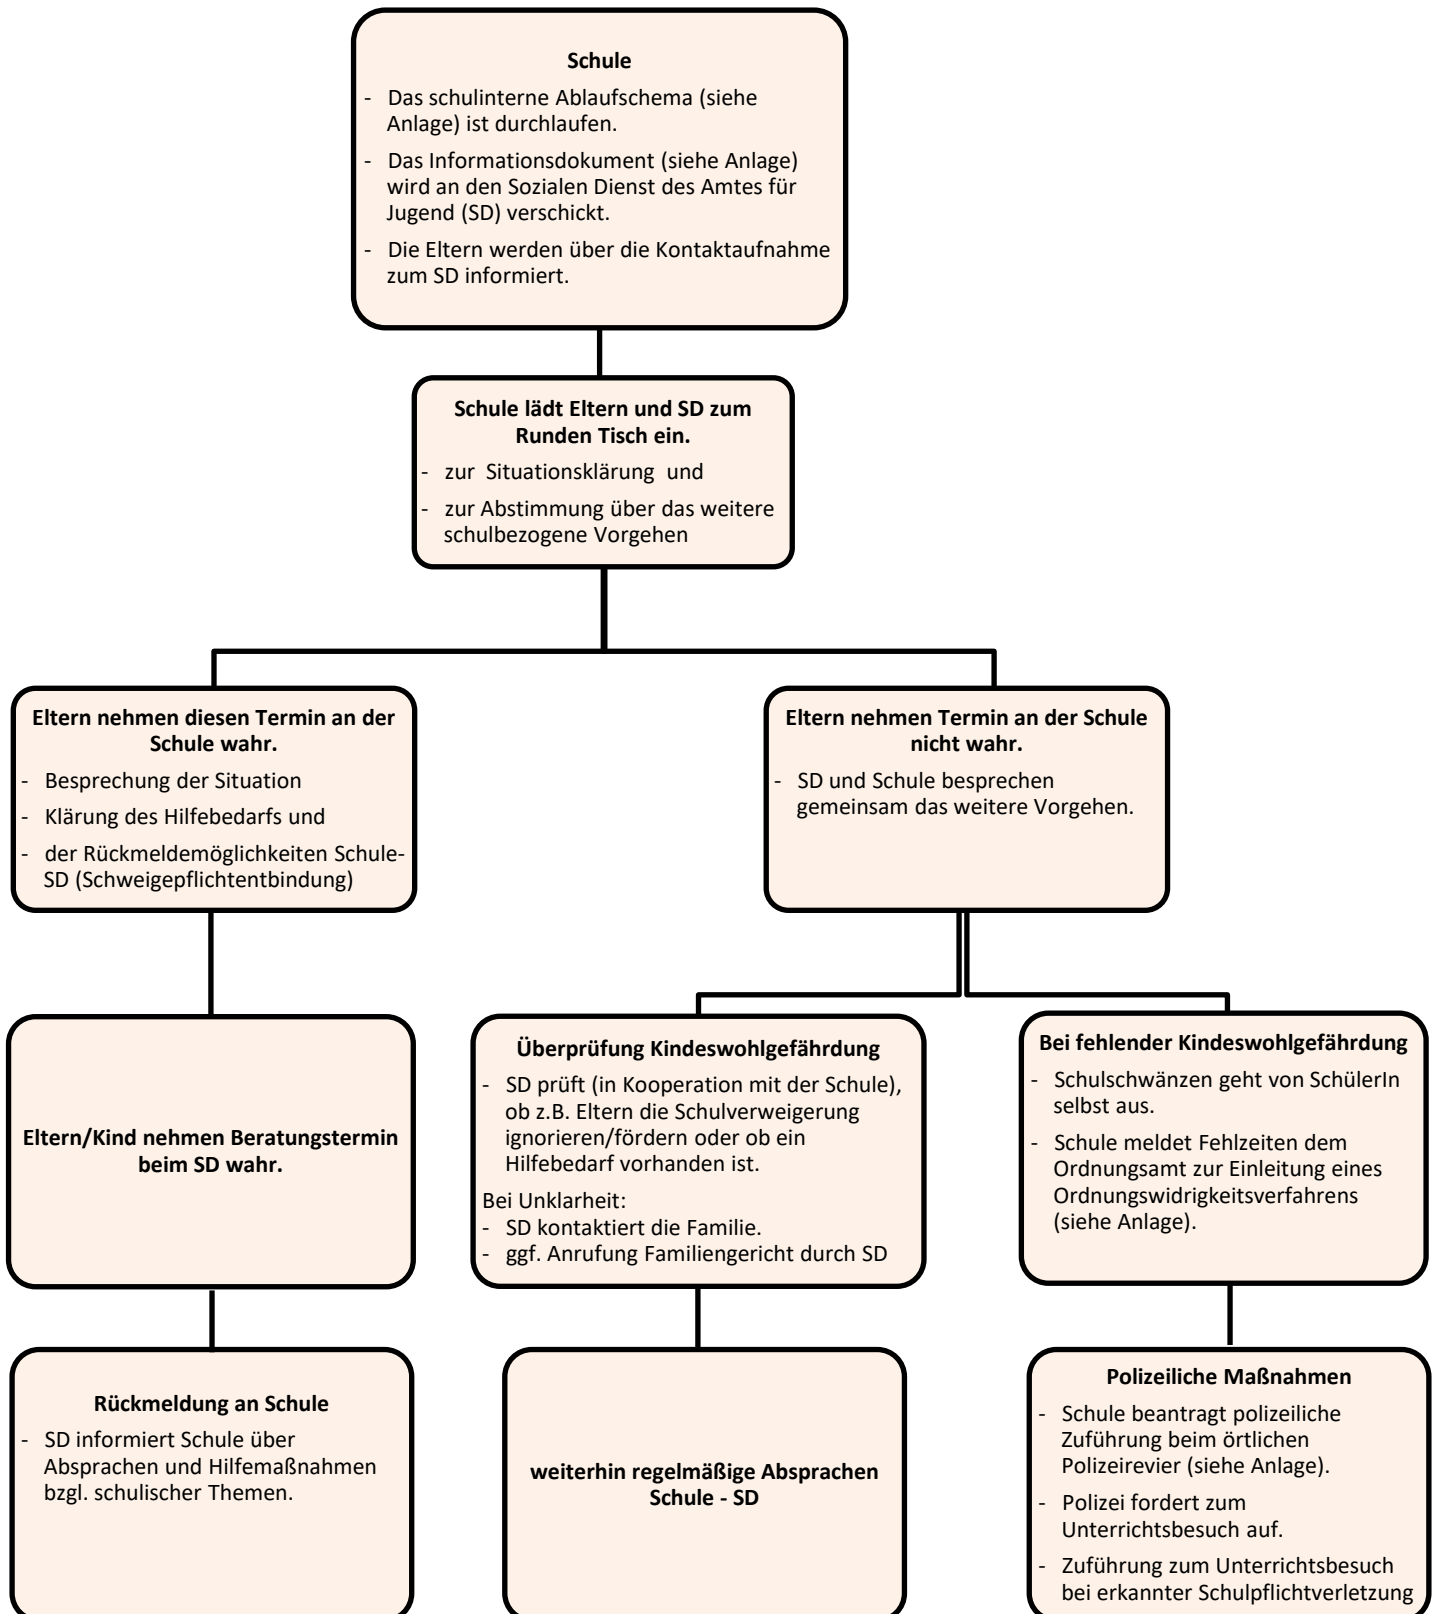 Schule
- Das schulinterne Ablaufschema (siehe
Anlage) ist durchlaufen.
- Das Informationsdokument (siehe Anlage)
wird an den Sozialen Dienst des Amtes für
Jugend (SD) verschickt.
- Die Eltern werden über die Kontaktaufnahme
zum SD informiert.
Schule lädt Eltern und SD zum
Runden Tisch ein.
- zur Situationsklärung und
- zur Abstimmung über das weitere
schulbezogene Vorgehen
Eltern nehmen diesen Termin an der
Schule wahr.
- Besprechung der Situation
- Klärung des Hilfebedarfs und
- der Rückmeldemöglichkeiten Schule-
SD (Schweigepflichtentbindung)
Eltern nehmen Termin an der Schule
nicht wahr.
- SD und Schule besprechen
gemeinsam das weitere Vorgehen.
Eltern/Kind nehmen Beratungstermin
beim SD wahr.
Überprüfung Kindeswohlgefährdung
- SD prüft (in Kooperation mit der Schule),
ob z.B. Eltern die Schulverweigerung
ignorieren/fördern oder ob ein
Hilfebedarf vorhanden ist.
Bei Unklarheit:
- SD kontaktiert die Familie.
- ggf. Anrufung Familiengericht durch SD
Bei fehlender Kindeswohlgefährdung
- Schulschwänzen geht von SchülerIn
selbst aus.
- Schule meldet Fehlzeiten dem
Ordnungsamt zur Einleitung eines
Ordnungswidrigkeitsverfahrens
(siehe Anlage).
Rückmeldung an Schule
- SD informiert Schule über
Absprachen und Hilfemaßnahmen
bzgl. schulischer Themen.
weiterhin regelmäßige Absprachen
Schule - SD
Polizeiliche Maßnahmen
- Schule beantragt polizeiliche
Zuführung beim örtlichen
Polizeirevier (siehe Anlage).
- Polizei fordert zum
Unterrichtsbesuch auf.
- Zuführung zum Unterrichtsbesuch
bei erkannter Schulpflichtverletzung